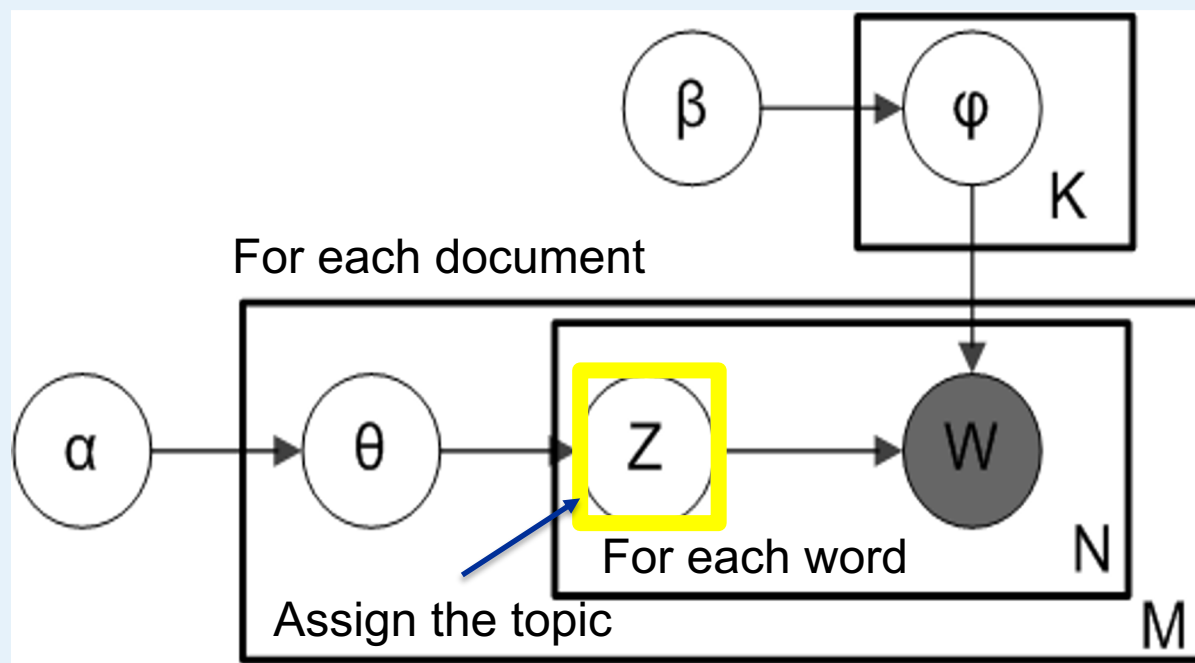 β
φ
K
For each document
α
θ
Z
W
For each word
N
Assign the topic
M